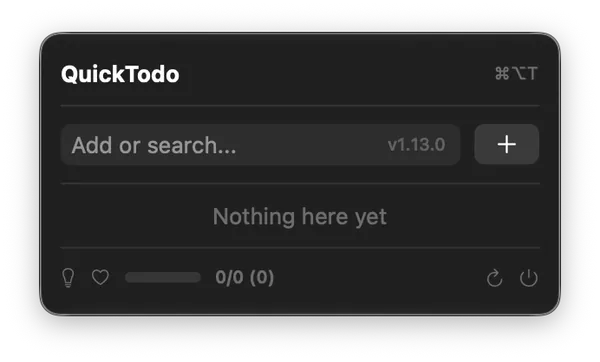 QuickTodo ⌘⌥T
Add or search... v1.13.0 +
Nothing here yet
0/0 (0)